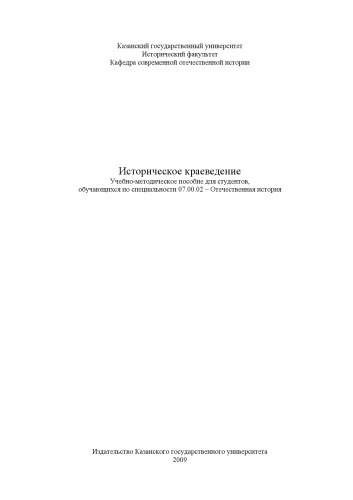 Казанский государственный университет
Исторический факультет
Кафедра современной отечественной истории
Историческое краеведение
Учебно-методическое пособие для студентов,
обучающихся по специальности 07.00.02 – Отечественная история
Издательство Казанского государственного университета
2009